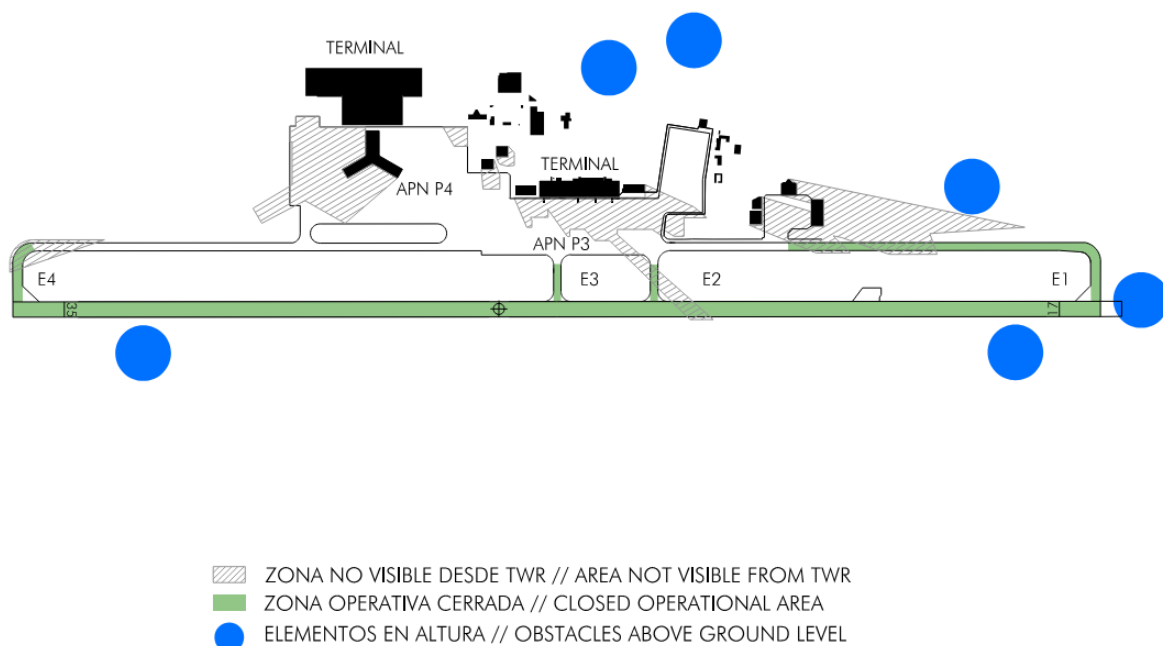 TERMINAL
TERMINAL
APN P4
APN P3
E4
E3
E2
E1
35
17
ZONA NO VISIBLE DESDE TWR // AREA NOT VISIBLE FROM TWR
ZONA OPERATIVA CERRADA // CLOSED OPERATIONAL AREA
ELEMENTOS EN ALTURA // OBSTACLES ABOVE GROUND LEVEL